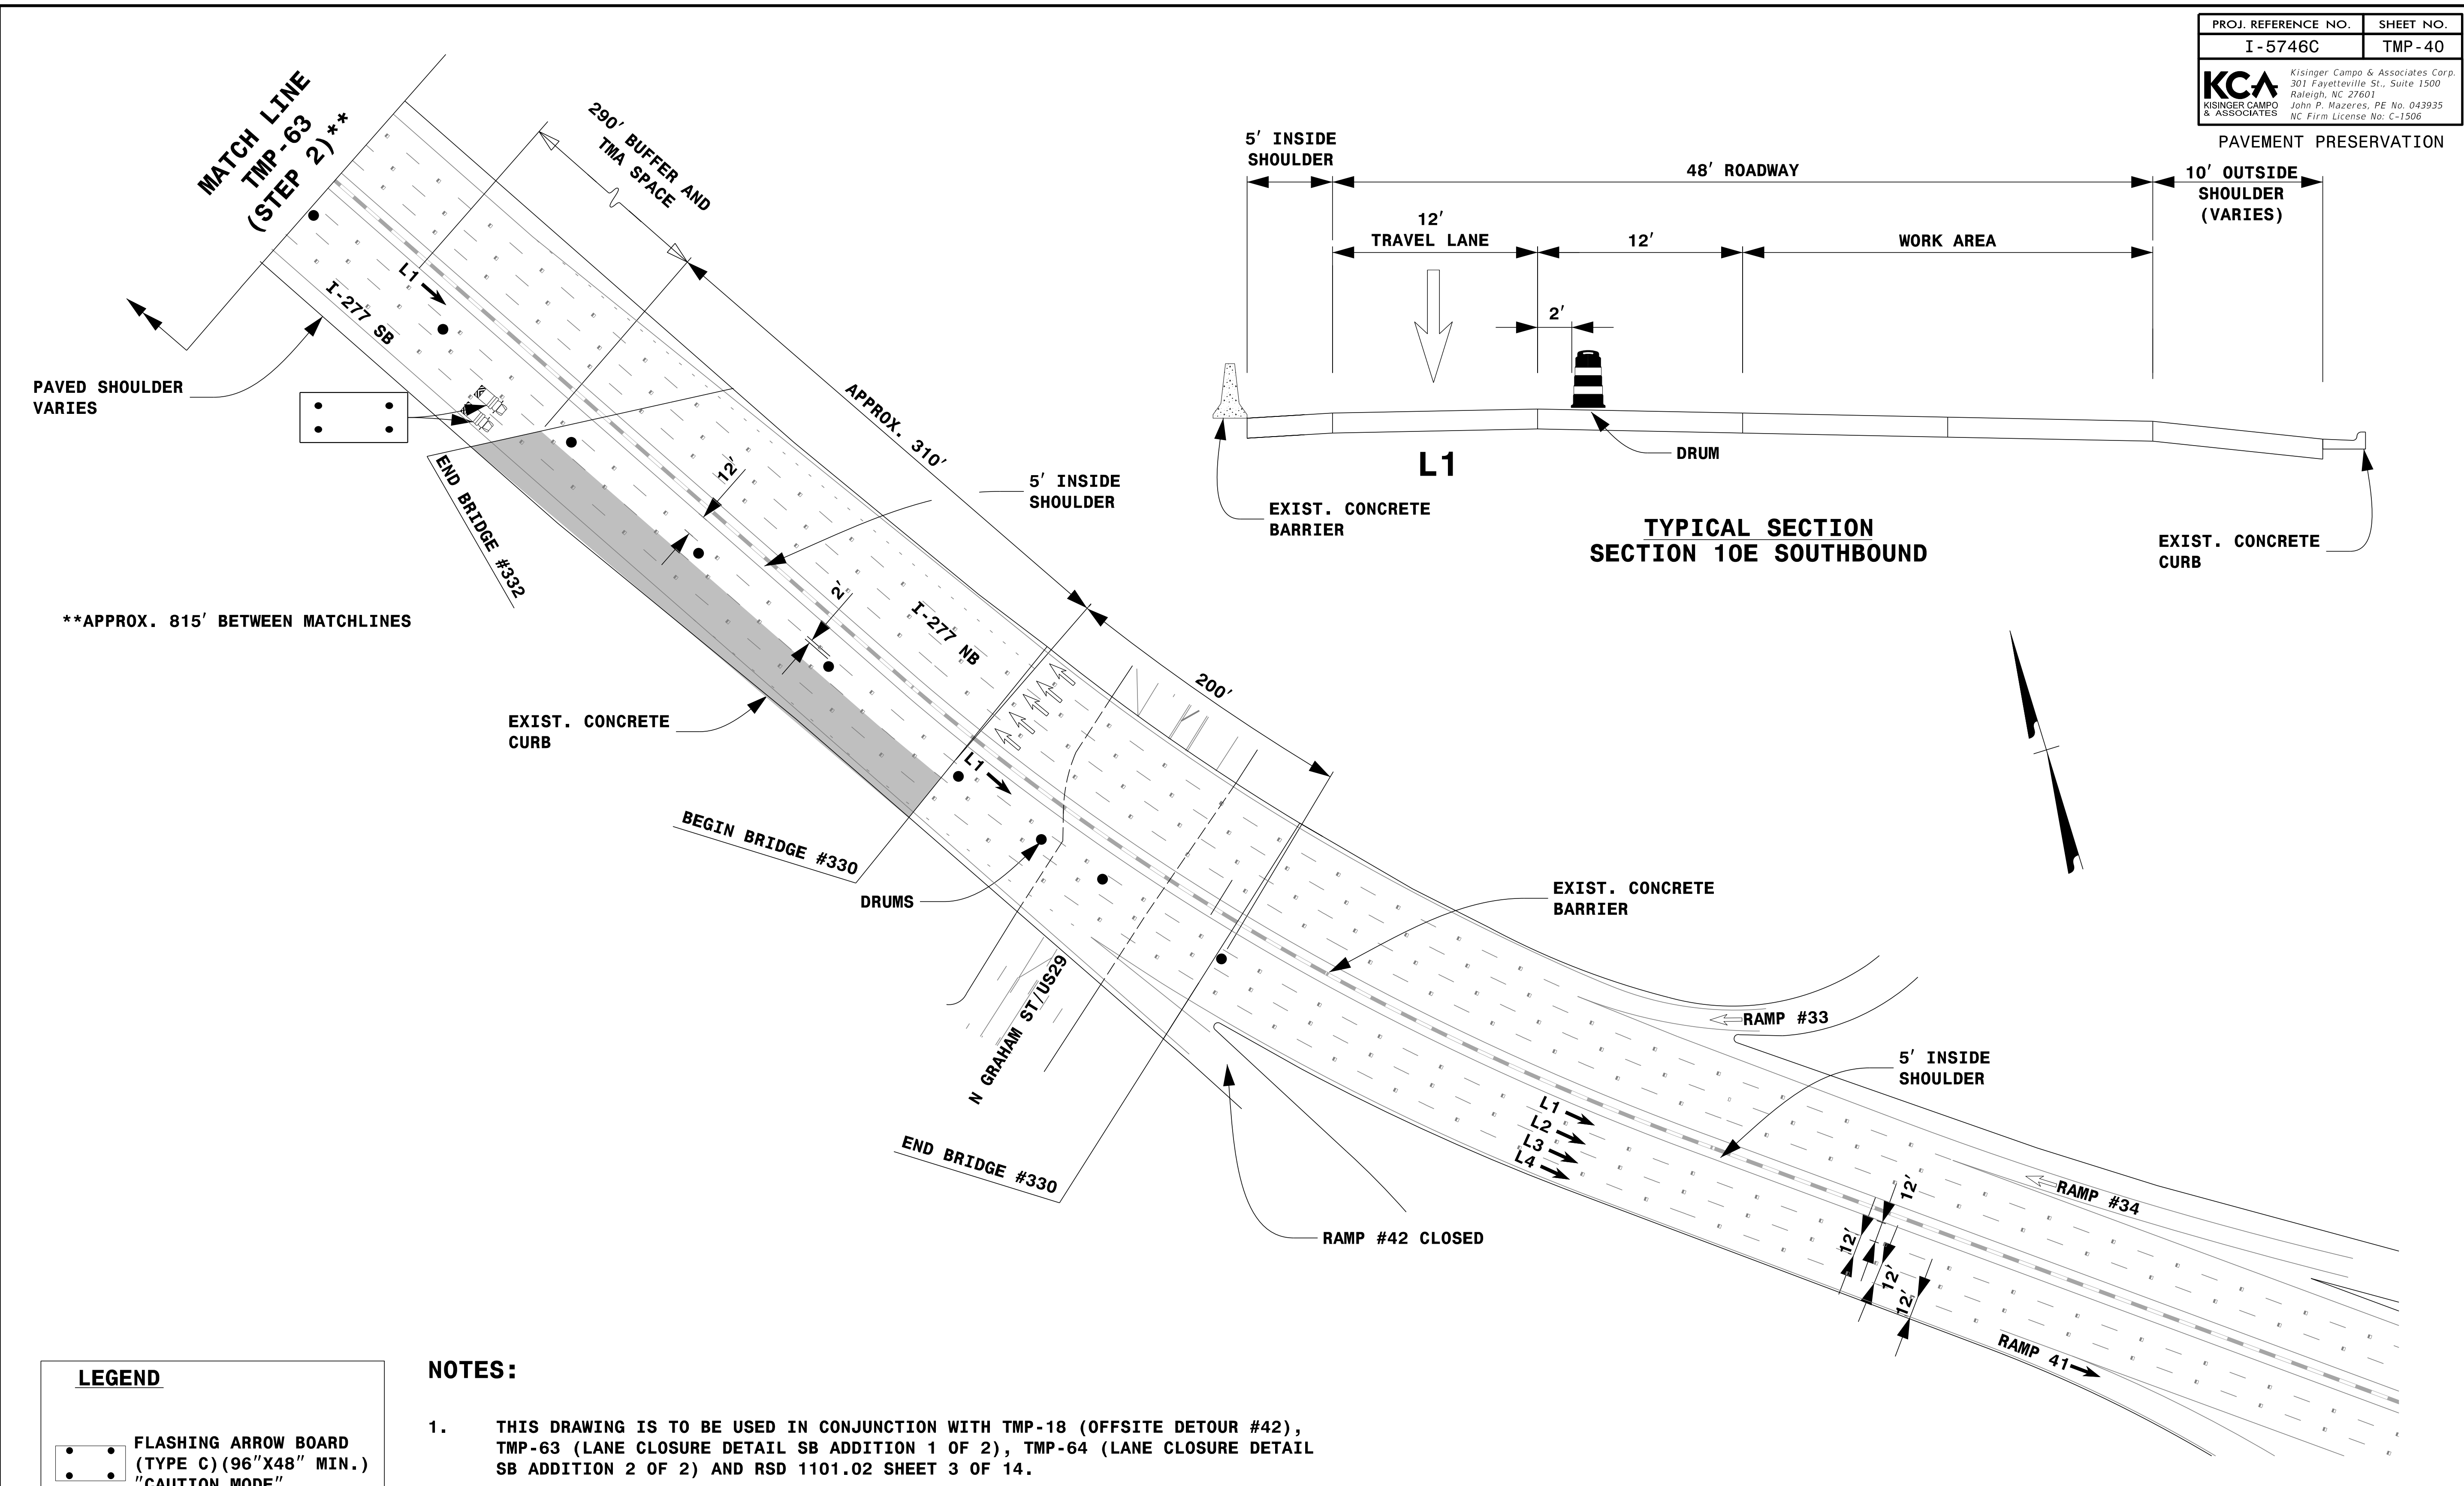 PROJ. REFERENCE NO.
SHEET NO.
I-5746C
TMP-40
KCA
KISINGER CAMPO
& ASSOCIATES
Kisinger Campo & Associates Corp.
301 Fayetteville St., Suite 1500
Raleigh, NC 27601
John P. Mazeres, PE No. 043935
NC Firm License No: C-1506
PAVEMENT PRESERVATION
MATCH LINE
TMP-63
(STEP 2)**
290' BUFFER AND
TMA SPACE
L1
I-277 SB
PAVED SHOULDER
VARIES
APPROX. 310'
12'
END BRIDGE #332
5' INSIDE
SHOULDER
2'
**APPROX. 815' BETWEEN MATCHLINES
I-277 NB
200'
EXIST. CONCRETE
CURB
L1
BEGIN BRIDGE #330
DRUMS
N GRAHAM ST/US29
END BRIDGE #330
EXIST. CONCRETE
BARRIER
RAMP #33
5' INSIDE
SHOULDER
L1
L2
L3
L4
RAMP #42 CLOSED
RAMP #34
12'
12'
12'
12'
RAMP 41
5' INSIDE
SHOULDER
48' ROADWAY
10' OUTSIDE
SHOULDER
(VARIES)
12'
TRAVEL LANE
12'
WORK AREA
2'
DRUM
L1
EXIST. CONCRETE
BARRIER
TYPICAL SECTION
SECTION 10E SOUTHBOUND
EXIST. CONCRETE
CURB
LEGEND
FLASHING ARROW BOARD
(TYPE C)(96"X48" MIN.)
"CAUTION MODE"
NOTES:
1. THIS DRAWING IS TO BE USED IN CONJUNCTION WITH TMP-18 (OFFSITE DETOUR #42),
TMP-63 (LANE CLOSURE DETAIL SB ADDITION 1 OF 2), TMP-64 (LANE CLOSURE DETAIL
SB ADDITION 2 OF 2) AND RSD 1101.02 SHEET 3 OF 14.